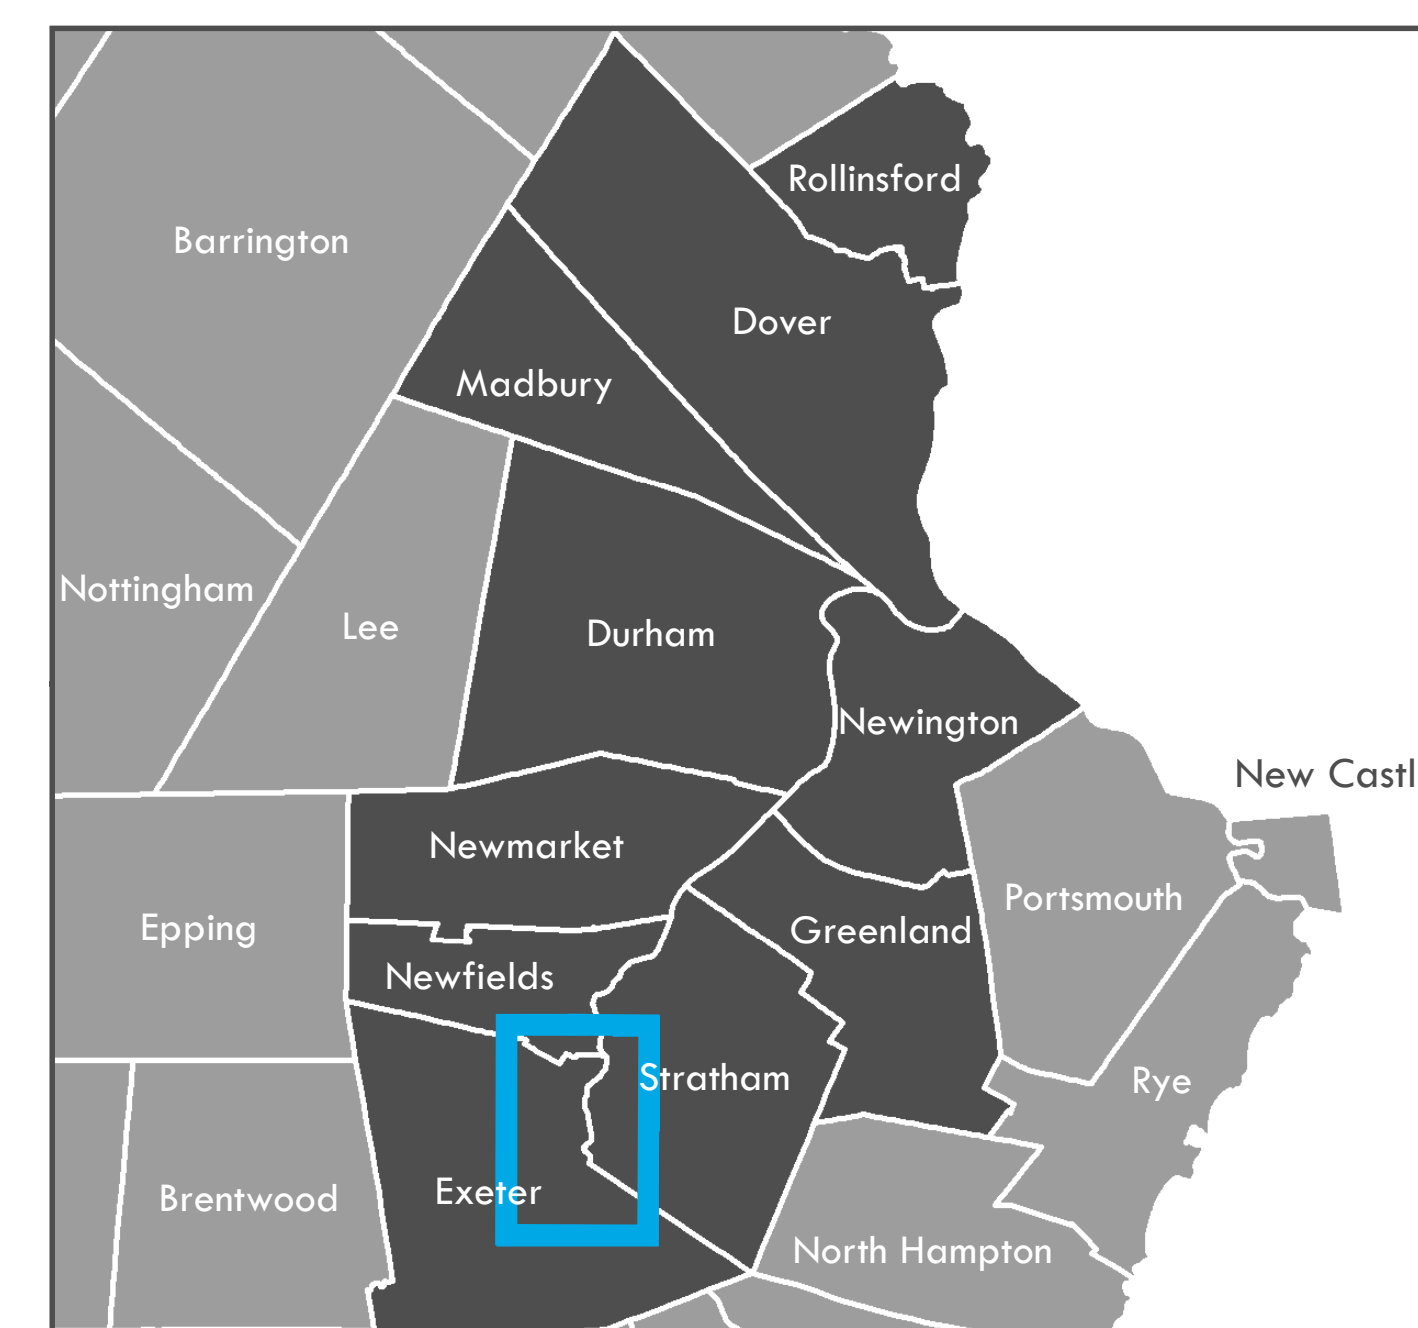 Rollinsford
Barrington
Dover
Madbury
Nottingham
Lee
Durham
Newington
New Castl
Newmarket
Portsmouth
Epping
Greenland
Newfields
Stratham
Rye
Exeter
Brentwood
North Hampton